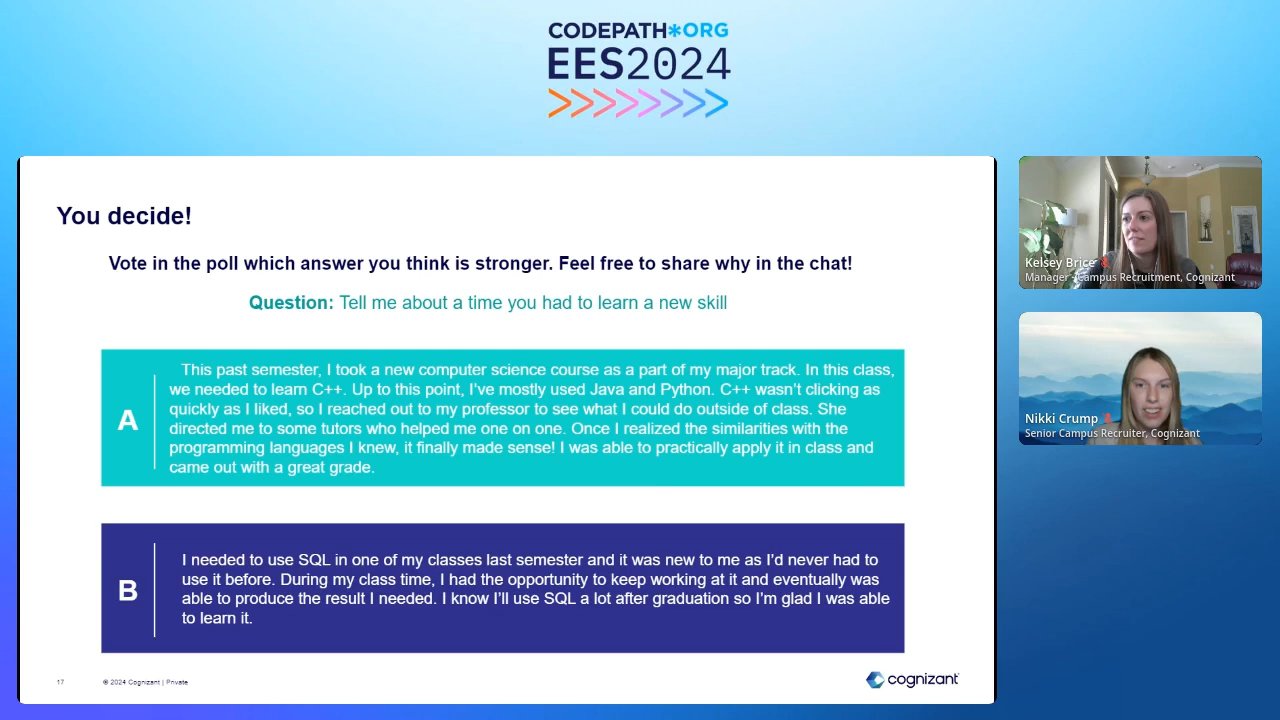 CODEPATH*ORG
EES2024
You decide!
Vote in the poll which answer you think is stronger. Feel free to share why in the chat!
Question: Tell me about a time you had to learn a new skill
A
This past semester, I took a new computer science course as a part of my major track. In this class,
we needed to learn C++. Up to this point, I've mostly used Java and Python. C++ wasn't clicking as
quickly as I liked, so I reached out to my professor to see what I could do outside of class. She
directed me to some tutors who helped me one on one. Once I realized the similarities with the
programming languages I knew, it finally made sense! I was able to practically apply it in class and
came out with a great grade.
B
I needed to use SQL in one of my classes last semester and it was new to me as I'd never had to
use it before. During my class time, I had the opportunity to keep working at it and eventually was
able to produce the result I needed. I know I'll use SQL a lot after graduation so I'm glad I was able
to learn it.
17
© 2024 Cognizant | Private
cognizant
Kelsey Brice
Manager - Campus Recruitment, Cognizant
Nikki Crump
Senior Campus Recruiter, Cognizant